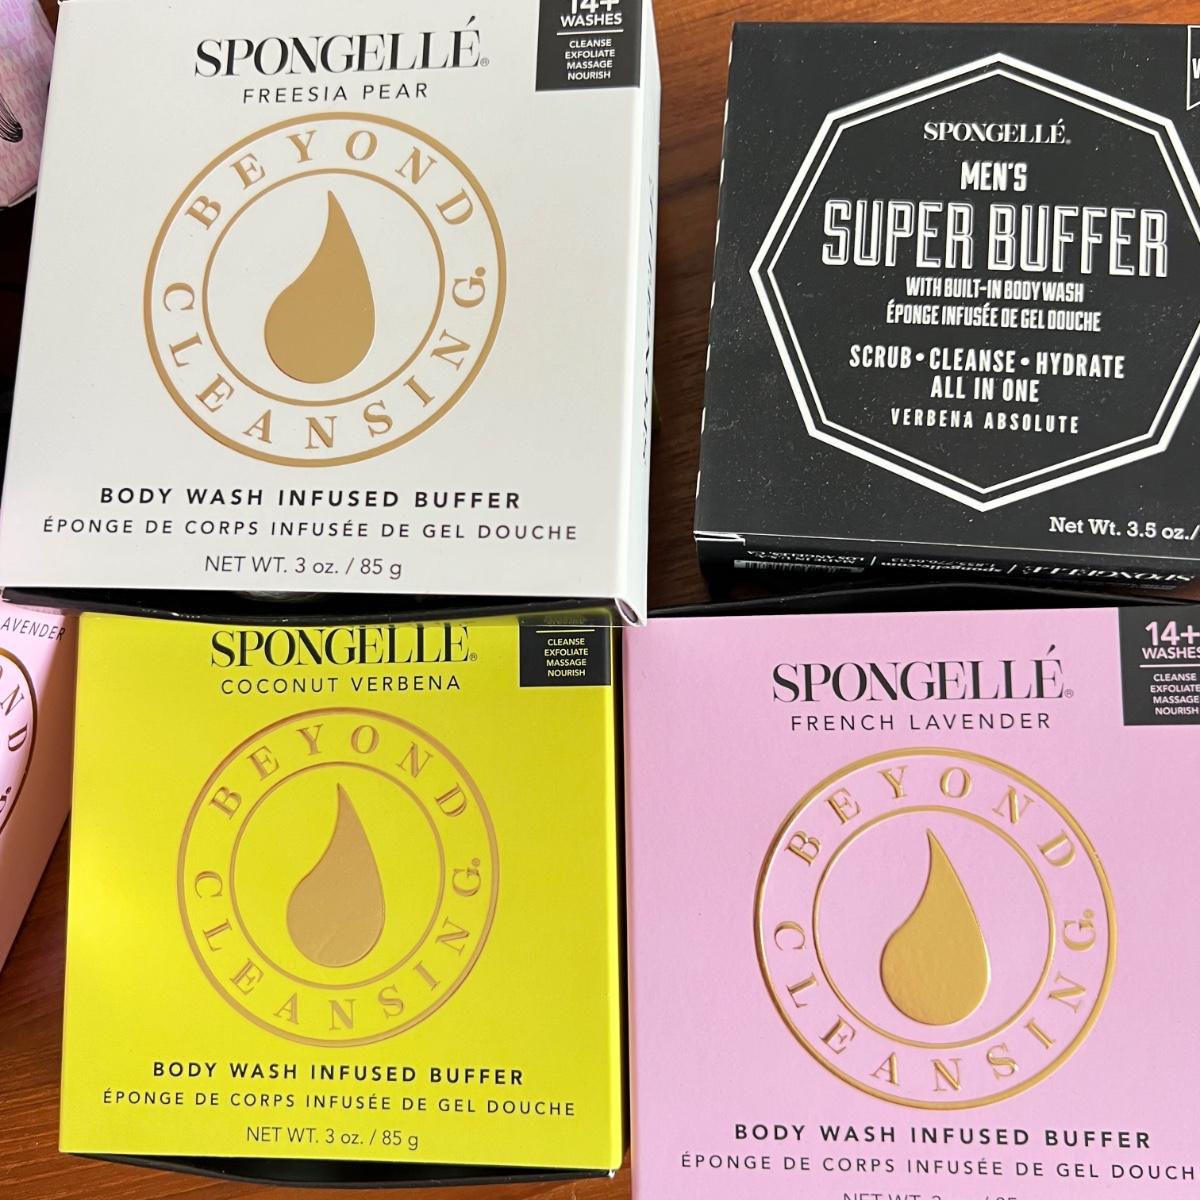 SPONGELLÉ®
FREESIA PEAR
14+
WASHES
CLEANSE
EXFOLIATE
MASSAGE
NOURISH
BEYOND
CLEANSING®
BODY WASH INFUSED BUFFER
ÉPONGE DE CORPS INFUSÉE DE GEL DOUCHE
NET WT. 3 oz. / 85 g
SPONGELLÉ®
MEN'S
SUPER BUFFER
WITH BUILT-IN BODY WASH
ÉPONGE INFUSÉE DE GEL DOUCHE
SCRUB • CLEANSE • HYDRATE
ALL IN ONE
VERBENA ABSOLUTE
Net Wt. 3.5 oz./
SPONGELLÉ / spongelle.com
LAVENDER
SPONGELLÉ®
COCONUT VERBENA
CLEANSE
EXFOLIATE
MASSAGE
NOURISH
BEYOND
CLEANSING®
BODY WASH INFUSED BUFFER
ÉPONGE DE CORPS INFUSÉE DE GEL DOUCHE
NET WT. 3 oz. / 85 g
SPONGELLÉ®
FRENCH LAVENDER
14+
WASHES
CLEANSE
EXFOLIATE
MASSAGE
NOURISH
BEYOND
CLEANSING®
BODY WASH INFUSED BUFFER
ÉPONGE DE CORPS INFUSÉE DE GEL DOUCH